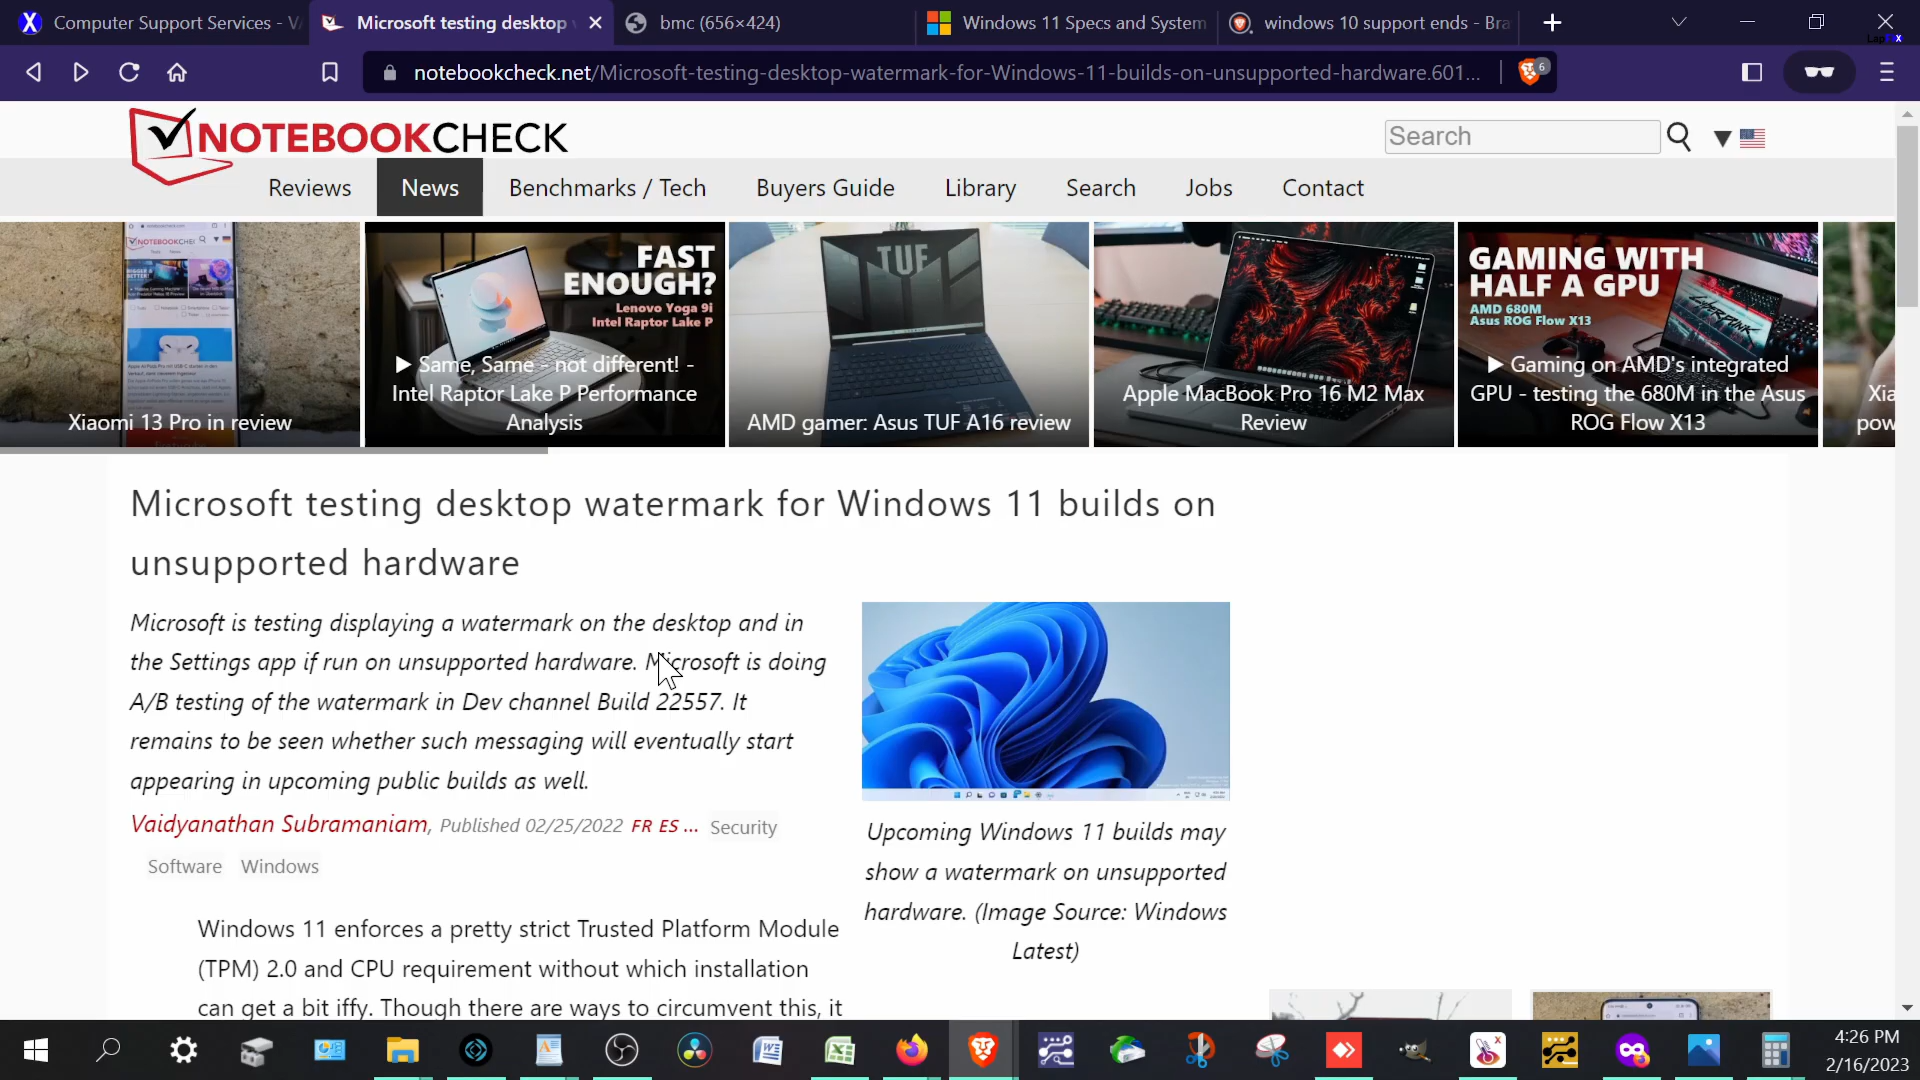 Computer Support Services - V
Microsoft testing desktop
bmc (656×424)
Windows 11 Specs and System
windows 10 support ends - Bra
notebookcheck.net/Microsoft-testing-desktop-watermark-for-Windows-11-builds-on-unsupported-hardware.601...
6
NOTEBOOKCHECK
Search
Reviews
News
Benchmarks / Tech
Buyers Guide
Library
Search
Jobs
Contact
Xiaomi 13 Pro in review
FAST
ENOUGH?
Lenovo Yoga 9i
Intel Raptor Lake P
▶ Same, Same - not different! -
Intel Raptor Lake P Performance
Analysis
TUF
AMD gamer: Asus TUF A16 review
Apple MacBook Pro 16 M2 Max
Review
GAMING WITH
HALF A GPU
AMD 680M
Asus ROG Flow X13
CYBERPUNK
▶ Gaming on AMD's integrated
GPU - testing the 680M in the Asus
ROG Flow X13
Xia
pow
Microsoft testing desktop watermark for Windows 11 builds on
unsupported hardware
Microsoft is testing displaying a watermark on the desktop and in
the Settings app if run on unsupported hardware. Microsoft is doing
A/B testing of the watermark in Dev channel Build 22557. It
remains to be seen whether such messaging will eventually start
appearing in upcoming public builds as well.
Vaidyanathan Subramaniam, Published 02/25/2022 FR ES ... Security
Software Windows
Upcoming Windows 11 builds may
show a watermark on unsupported
hardware. (Image Source: Windows
Latest)
Windows 11 enforces a pretty strict Trusted Platform Module
(TPM) 2.0 and CPU requirement without which installation
can get a bit iffy. Though there are ways to circumvent this, it
4:26 PM
2/16/2023